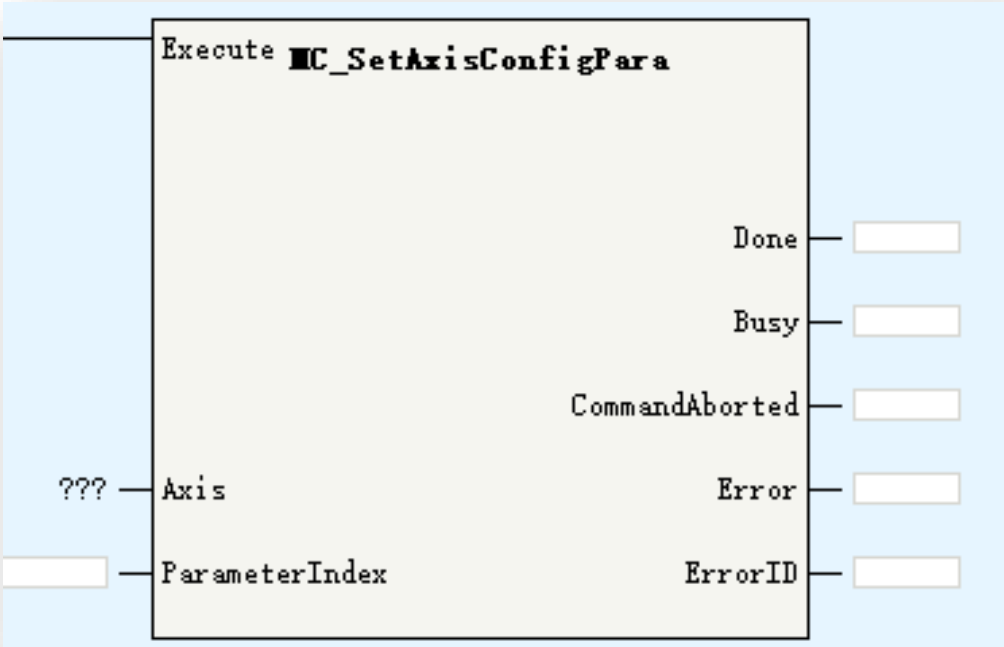 Execute MC_SetAxisConfigPara
Done
Busy
CommandAborted
??? Axis Error
ParameterIndex ErrorID